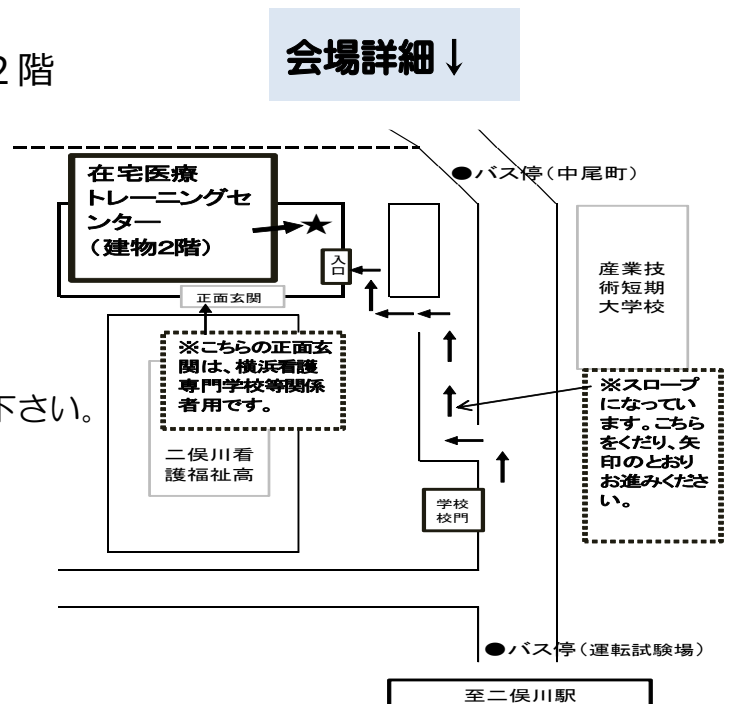 2階
会場詳細↓
在宅医療
トレーニングセ
ンター
(建物2階)
★
入
口
正面玄関
●バス停(中尾町)
産業技
術短期
大学校
※こちらの正面玄
関は、横浜看護
専門学校等関係
者用です。
※スロープ
になってい
ます。こちら
をくだり、矢
印のとおり
お進みくださ
い。
下さい。
二俣川看
護福祉高
学校
校門
●バス停(運転試験場)
至二俣川駅